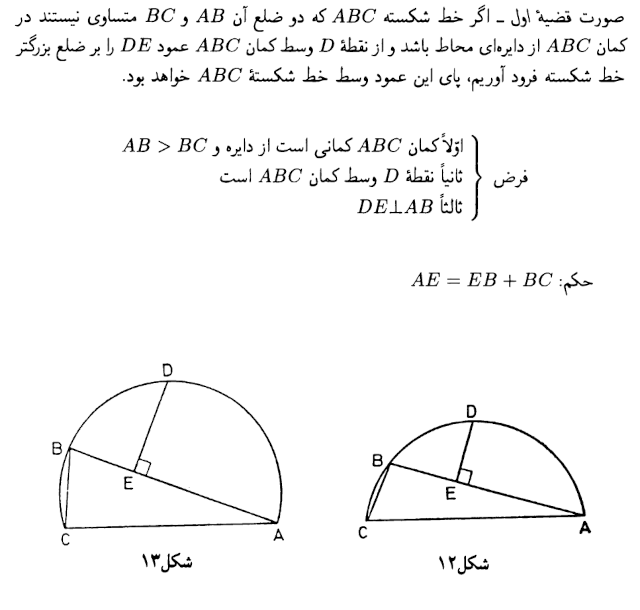 صورت قضیهٔ اول ـ اگر خط شکسته ABC که دو ضلع آن AB و BC متساوی نیستند در
کمان ABC از دایره‌ای محاط باشد و از نقطهٔ D وسط کمان ABC عمود DE را بر ضلع بزرگتر
خط شکسته فرود آوریم، پای این عمود وسط خط شکستهٔ ABC خواهد بود.
اوّلاً کمان ABC کمانی است از دایره و AB > BC
فرض ثانیاً نقطهٔ D وسط کمان ABC است
ثالثاً DE⊥AB
حکم: AE = EB + BC
D
B
E
C
A
شکل۱۳
D
B
E
C
A
شکل۱۲